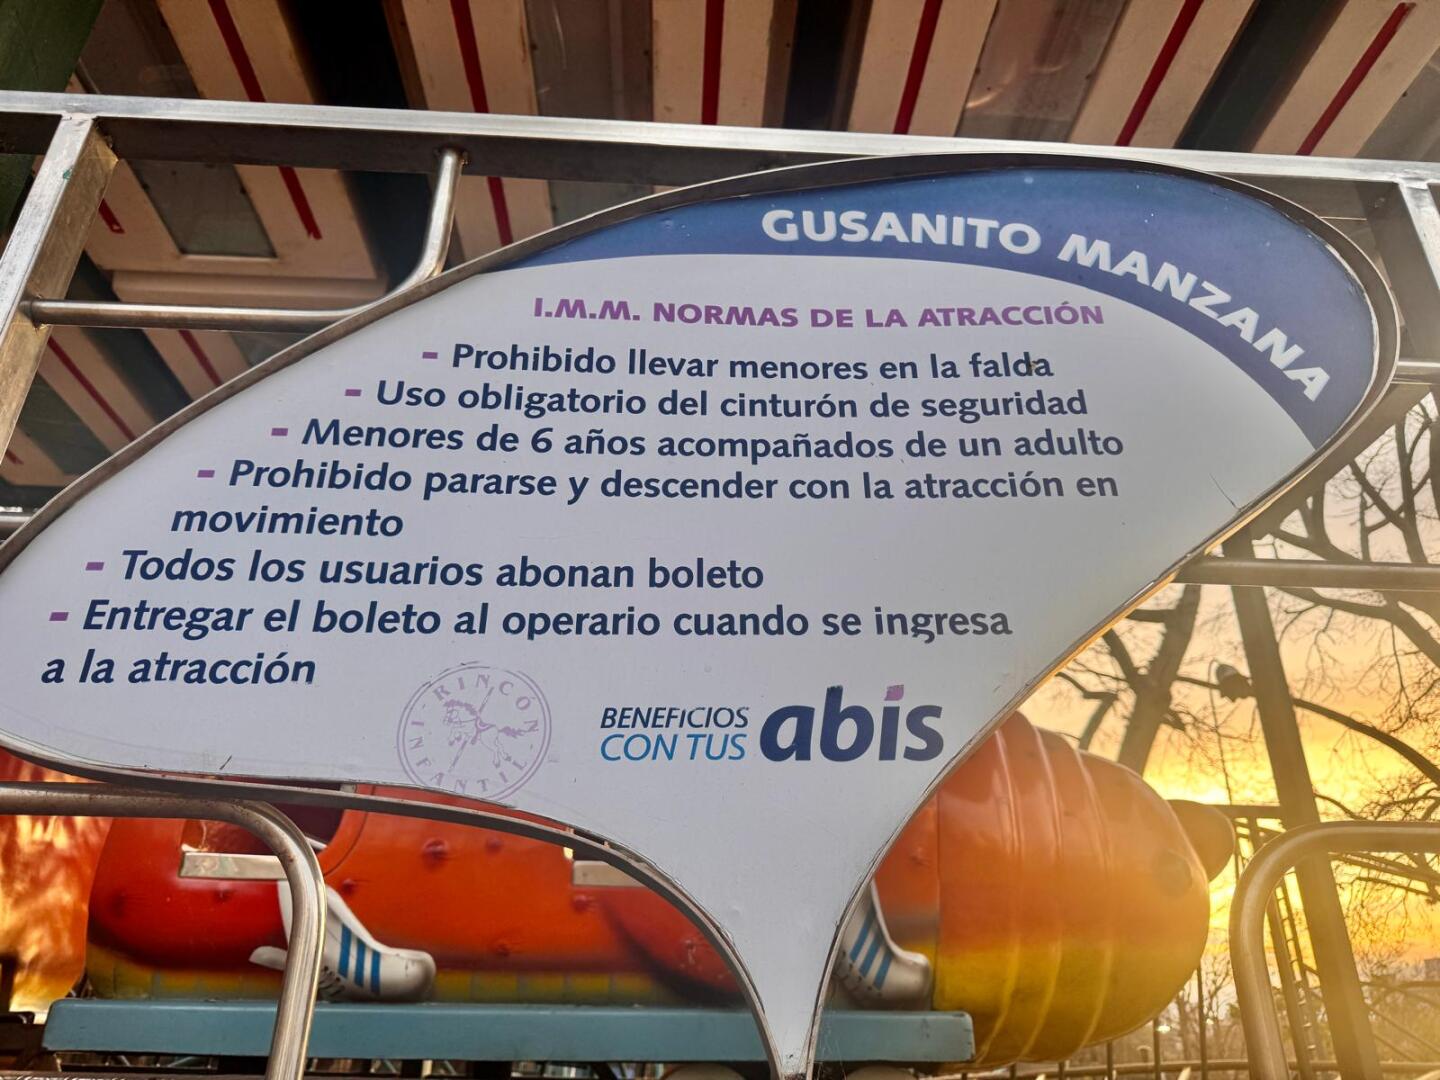 GUSANITO MANZANA
I.M.M. NORMAS DE LA ATRACCIÓN
- Prohibido llevar menores en la falda
- Uso obligatorio del cinturón de seguridad
- Menores de 6 años acompañados de un adulto
- Prohibido pararse y descender con la atracción en
movimiento
- Todos los usuarios abonan boleto
- Entregar el boleto al operario cuando se ingresa
a la atracción
RINCON INFANTIL
BENEFICIOS
CON TUS
abis